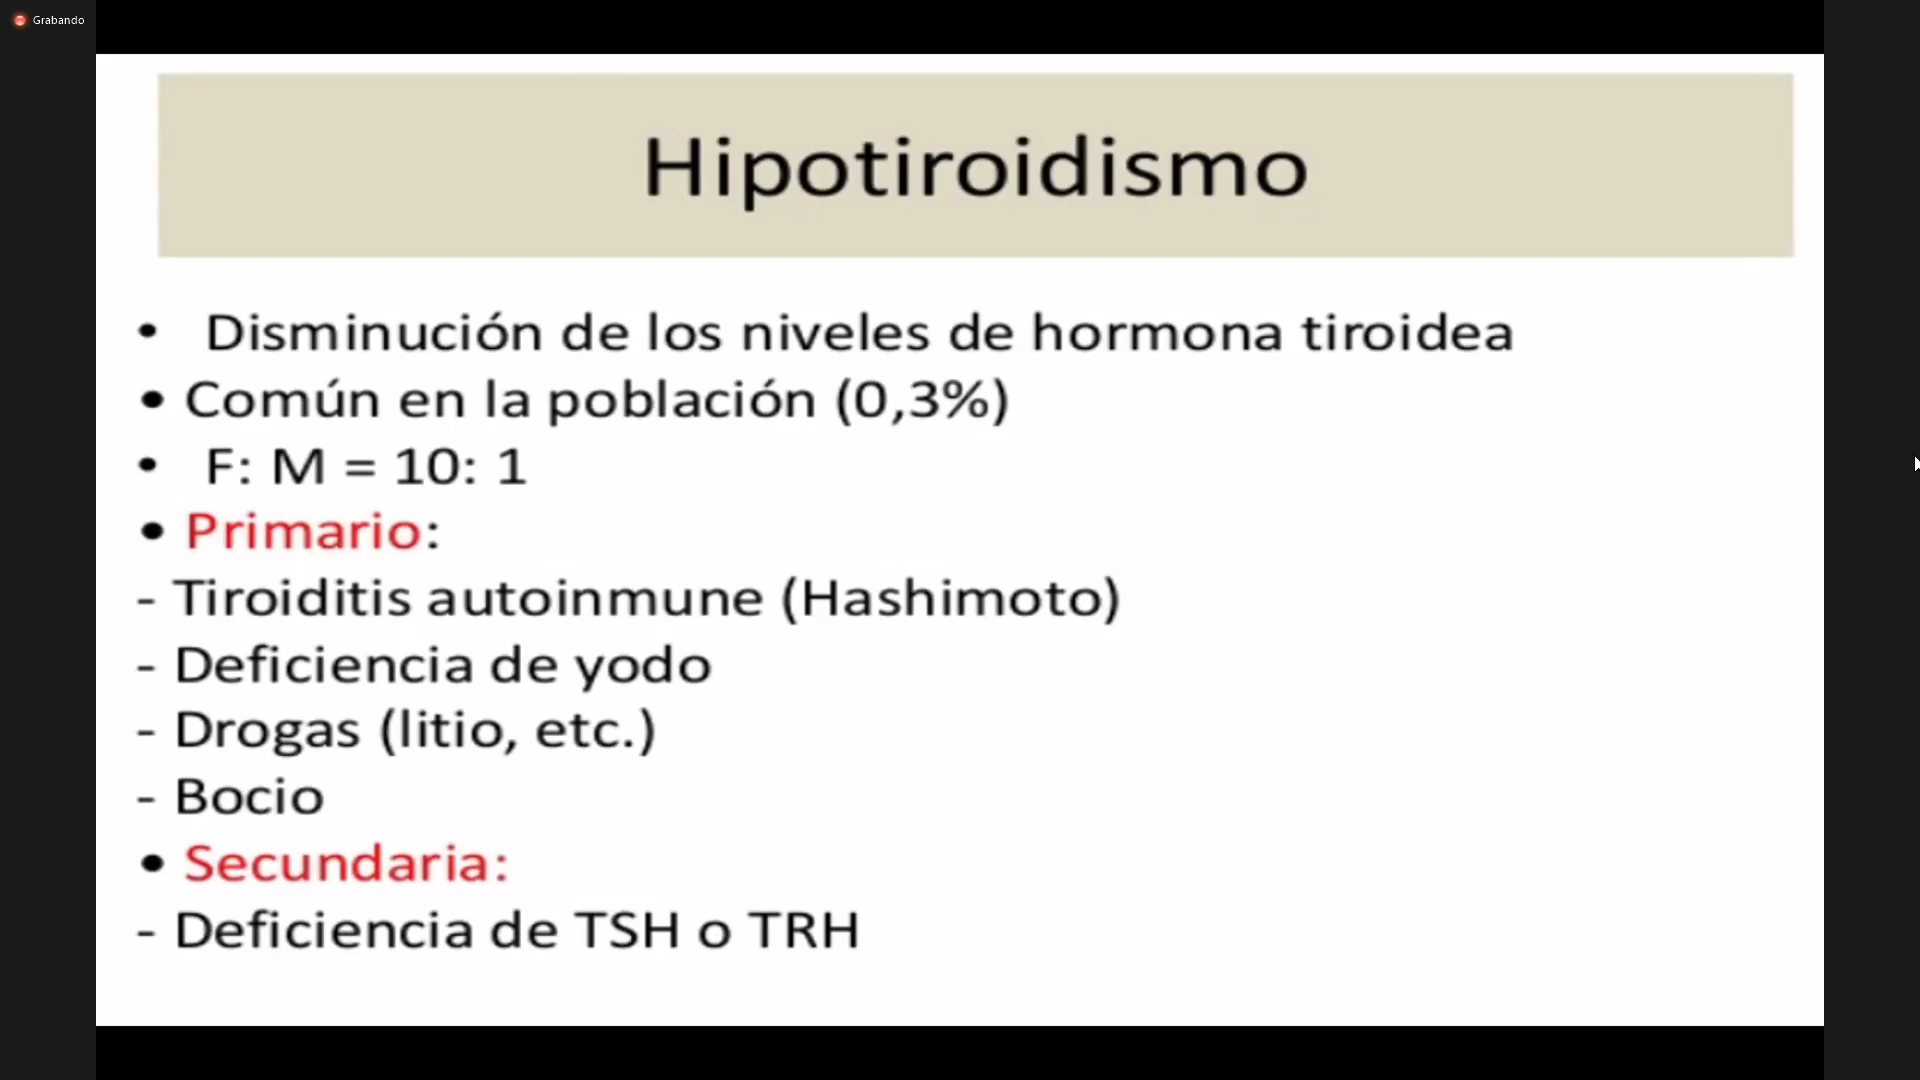 Grabando
Hipotiroidismo
• Disminución de los niveles de hormona tiroidea
• Común en la población (0,3%)
• F: M = 10: 1
• Primario:
- Tiroiditis autoinmune (Hashimoto)
- Deficiencia de yodo
- Drogas (litio, etc.)
- Bocio
• Secundaria:
- Deficiencia de TSH o TRH